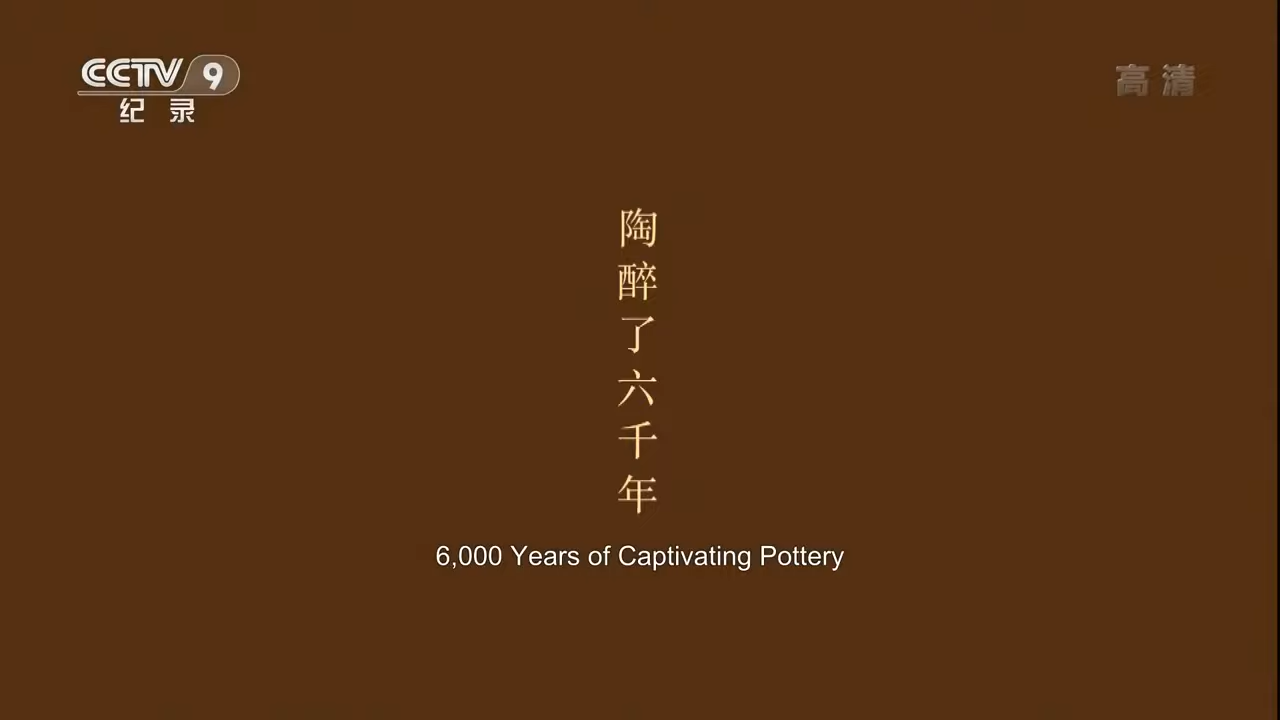 CCTV 9
纪录
高清
陶醉了六千年
6,000 Years of Captivating Pottery